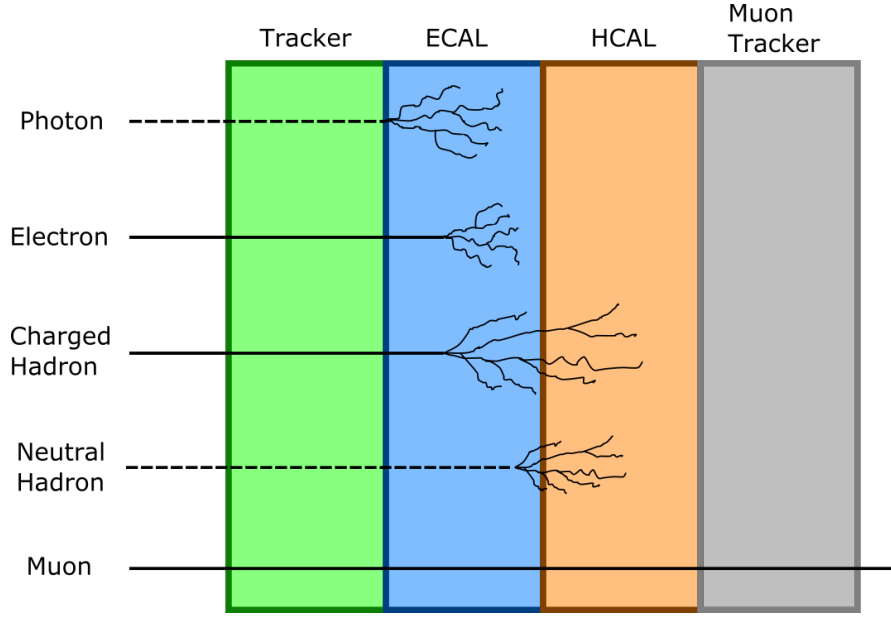 Tracker
ECAL
HCAL
Muon
Tracker
Photon
Electron
Charged
Hadron
Neutral
Hadron
Muon